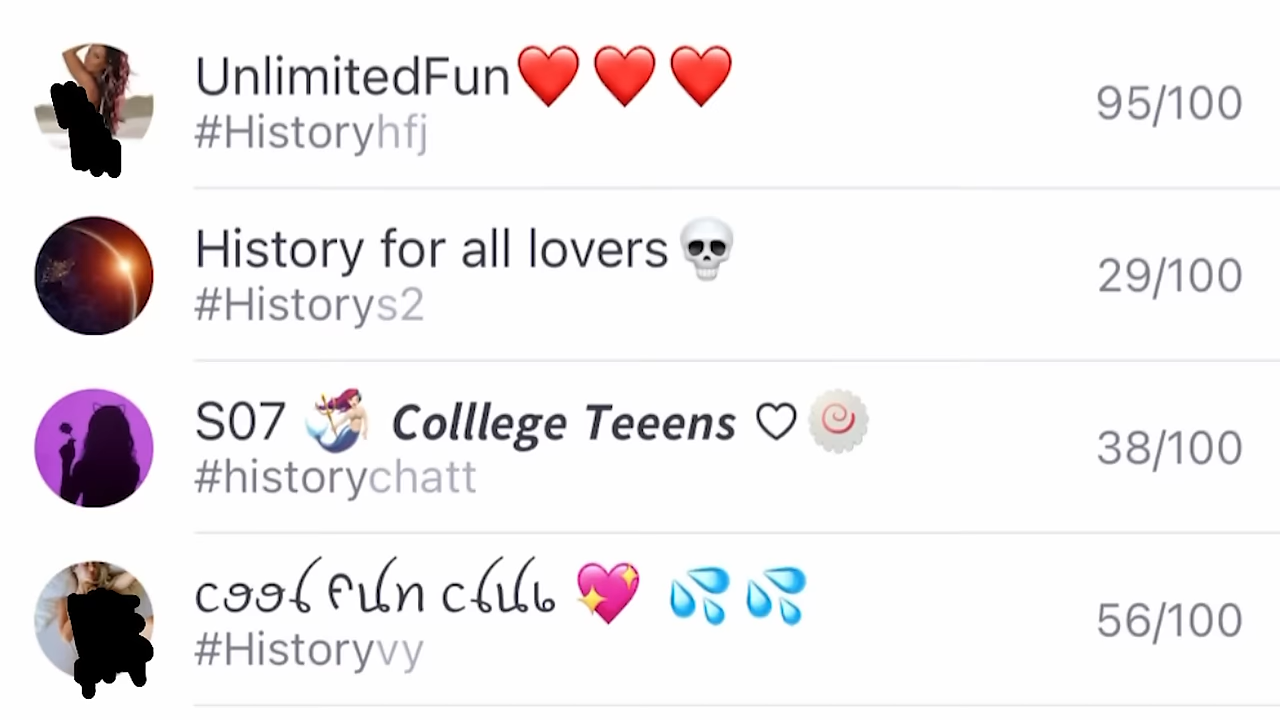 UnlimitedFun❤️❤️❤️
#Historyhfj
95/100
History for all lovers💀
#Historys2
29/100
S07 🧜‍♀️ Colllege Teeens ♡🍥
#historychatt
38/100
cool fun club 💖 💦💦
#Historyvy
56/100